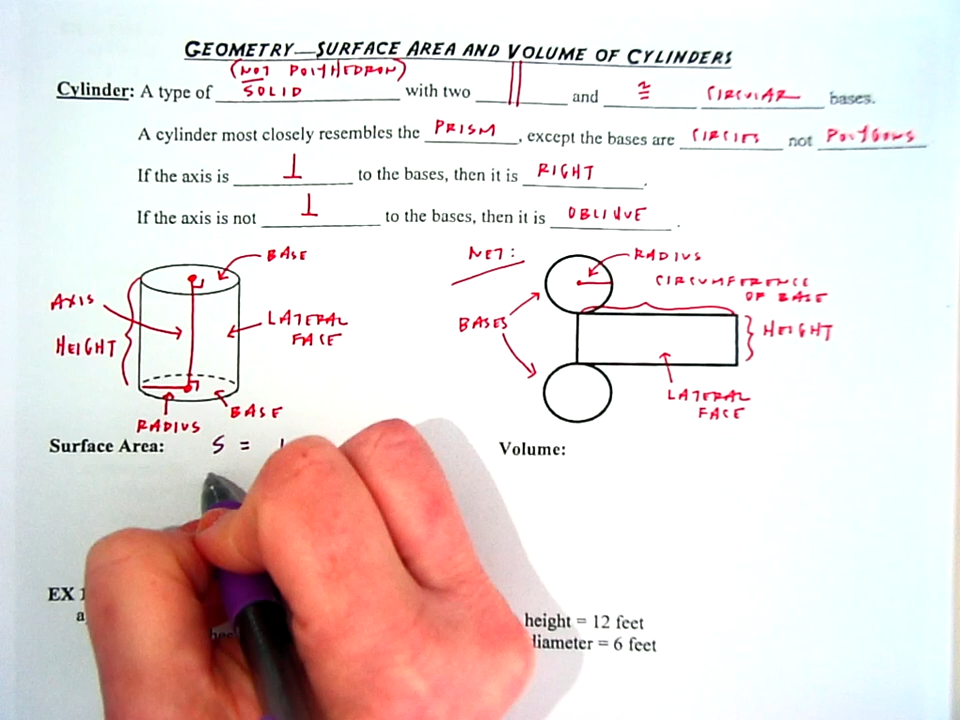 GEOMETRY—SURFACE AREA AND VOLUME OF CYLINDERS
(NOT POLYHEDRON)
Cylinder: A type of SOLID with two || and ≅ CIRCULAR bases.
A cylinder most closely resembles the PRISM, except the bases are CIRCLES not POLYGONS
If the axis is ⊥ to the bases, then it is RIGHT.
If the axis is not ⊥ to the bases, then it is OBLIQUE.
BASE
AXIS
LATERAL
FACE
HEIGHT
RADIUS
BASE
NET:
RADIUS
CIRCUMFERENCE
OF BASE
BASES
HEIGHT
LATERAL
FACE
Surface Area: S =
Volume:
EX 1
height = 12 feet
diameter = 6 feet